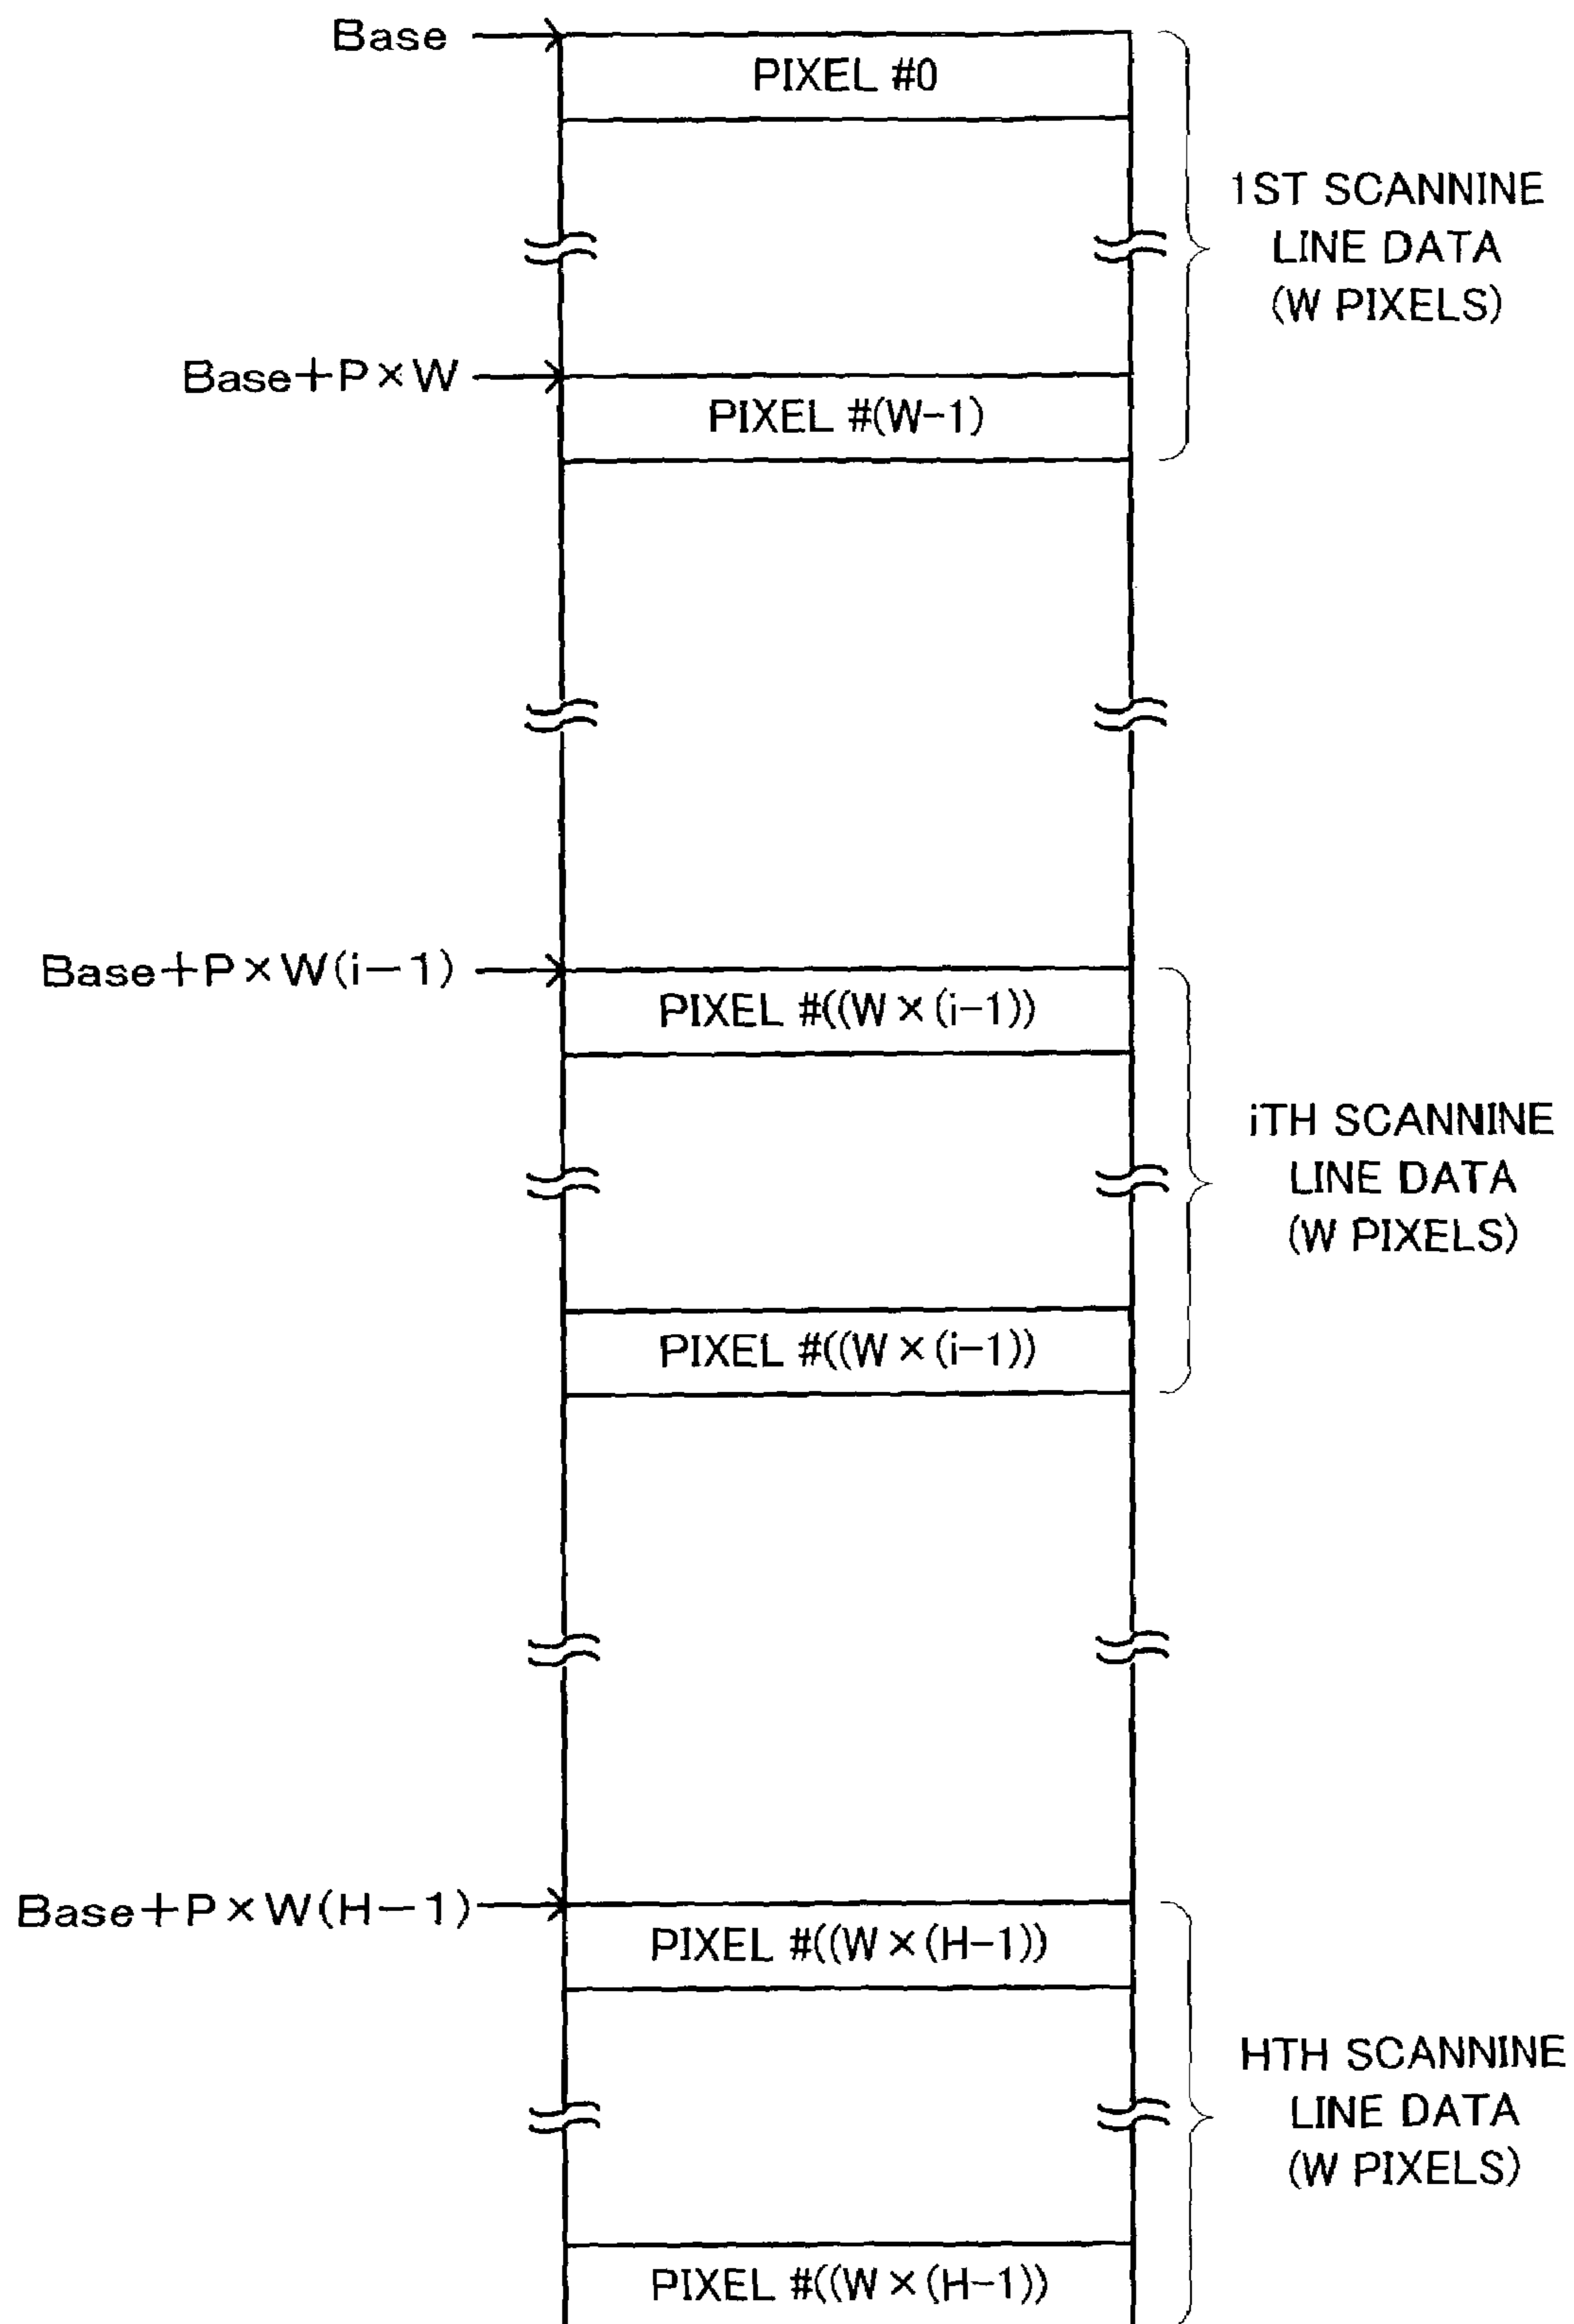 Base
PIXEL #0
1ST SCANNINE
LINE DATA
(W PIXELS)
Base+P×W
PIXEL #(W-1)
Base+P×W(i-1)
PIXEL #((W×(i-1))
iTH SCANNINE
LINE DATA
(W PIXELS)
PIXEL #((W×(i-1))
Base+P×W(H-1)
PIXEL #((W×(H-1))
HTH SCANNINE
LINE DATA
(W PIXELS)
PIXEL #((W×(H-1))